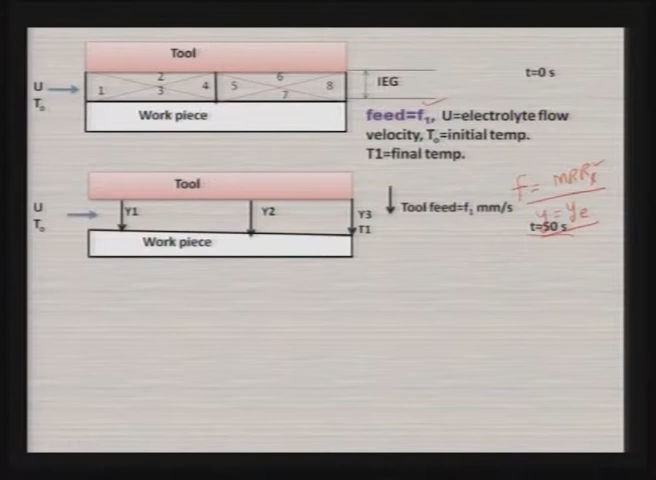 Tool
U
T₀
1 2 3 4 5 6 7 8
IEG
t=0 s
Work piece
feed=f₁, U=electrolyte flow
velocity, T₀=initial temp.
T1=final temp.
Tool
U
T₀
Y1
Y2
Y3
T1
Work piece
Tool feed=f₁ mm/s
f = MRRₗ
y = ye
t=50 s